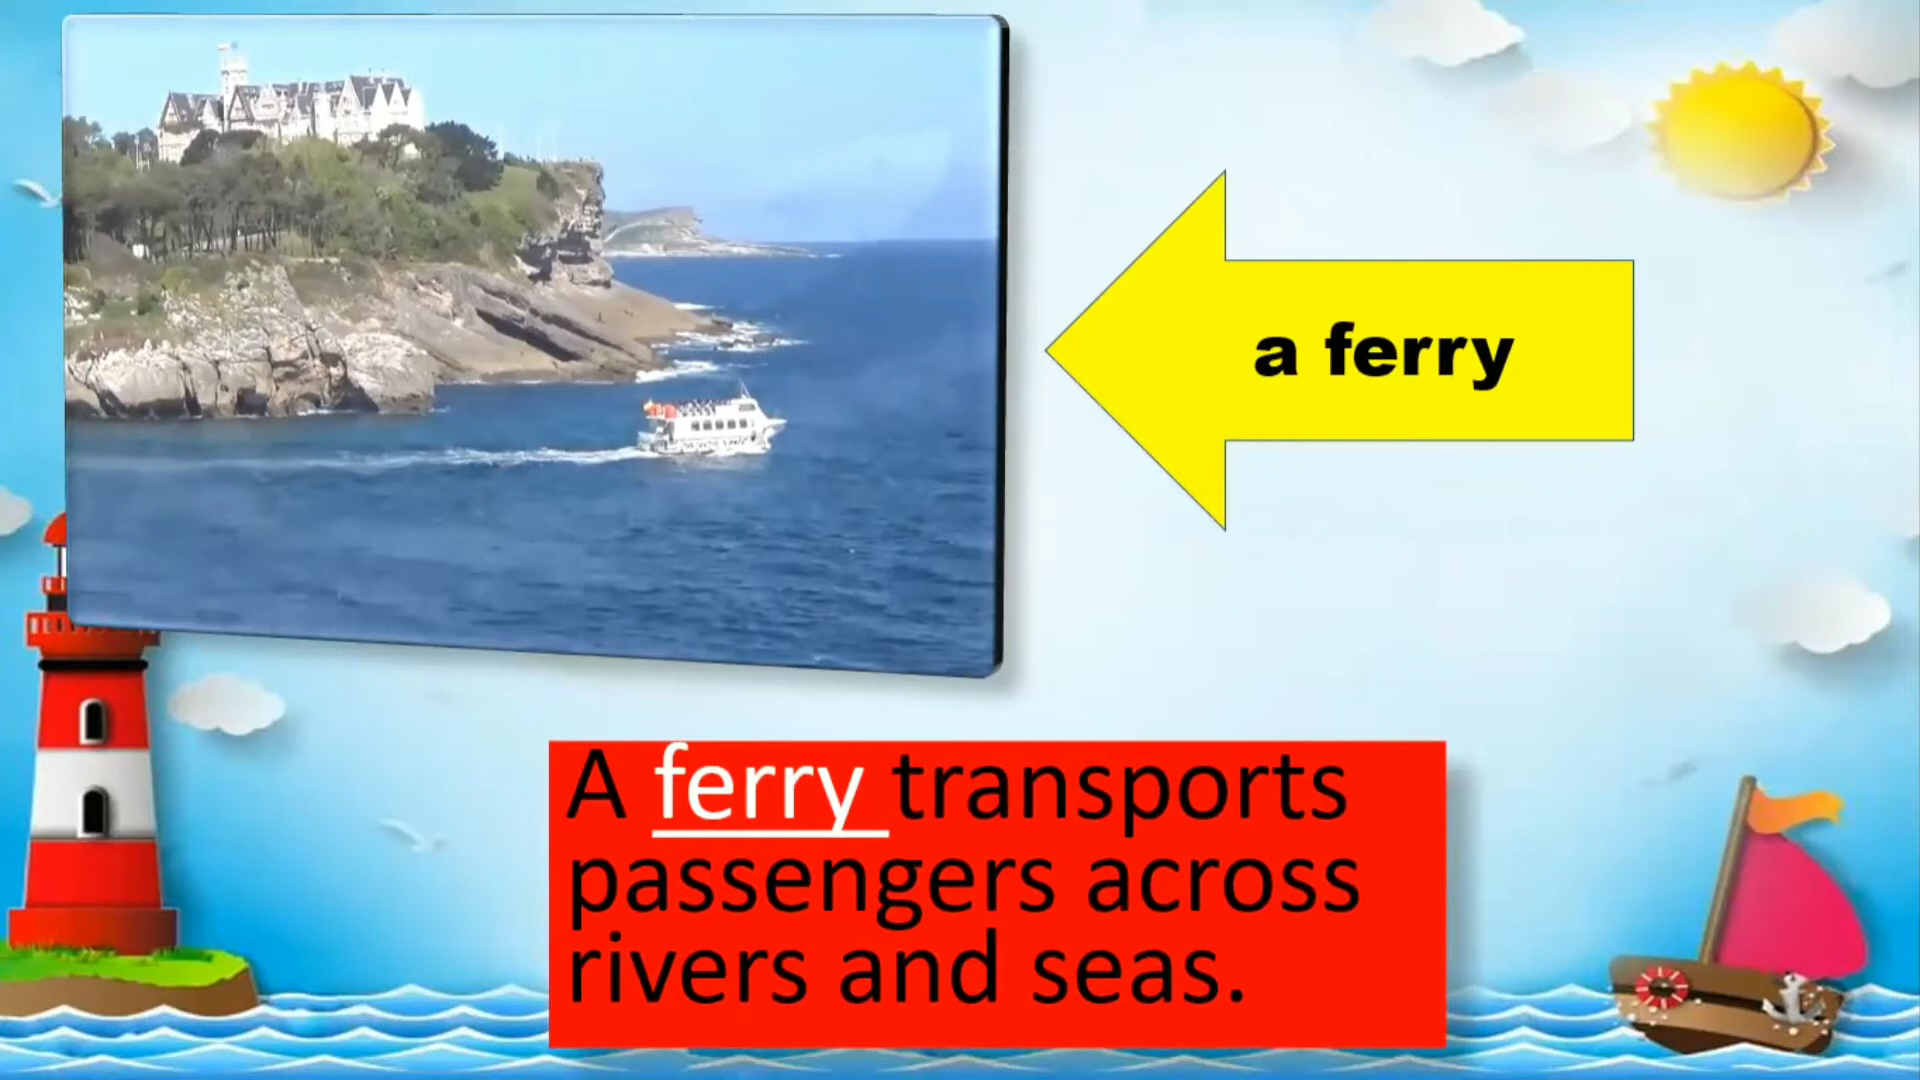 a ferry
A ferry transports
passengers across
rivers and seas.